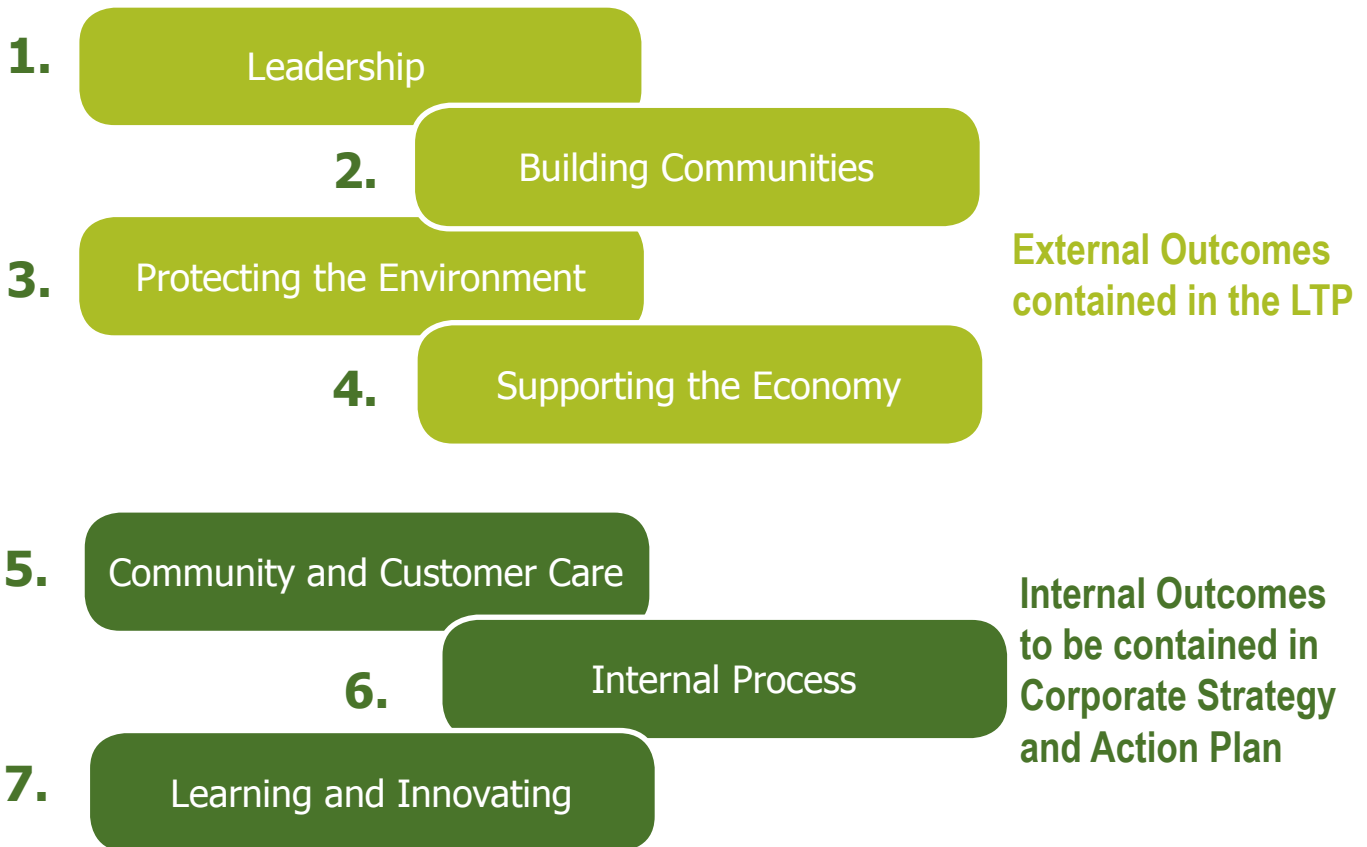 1.
Leadership
2.
Building Communities
3.
Protecting the Environment
4.
Supporting the Economy
External Outcomes
contained in the LTP
5.
Community and Customer Care
6.
Internal Process
7.
Learning and Innovating
Internal Outcomes
to be contained in
Corporate Strategy
and Action Plan